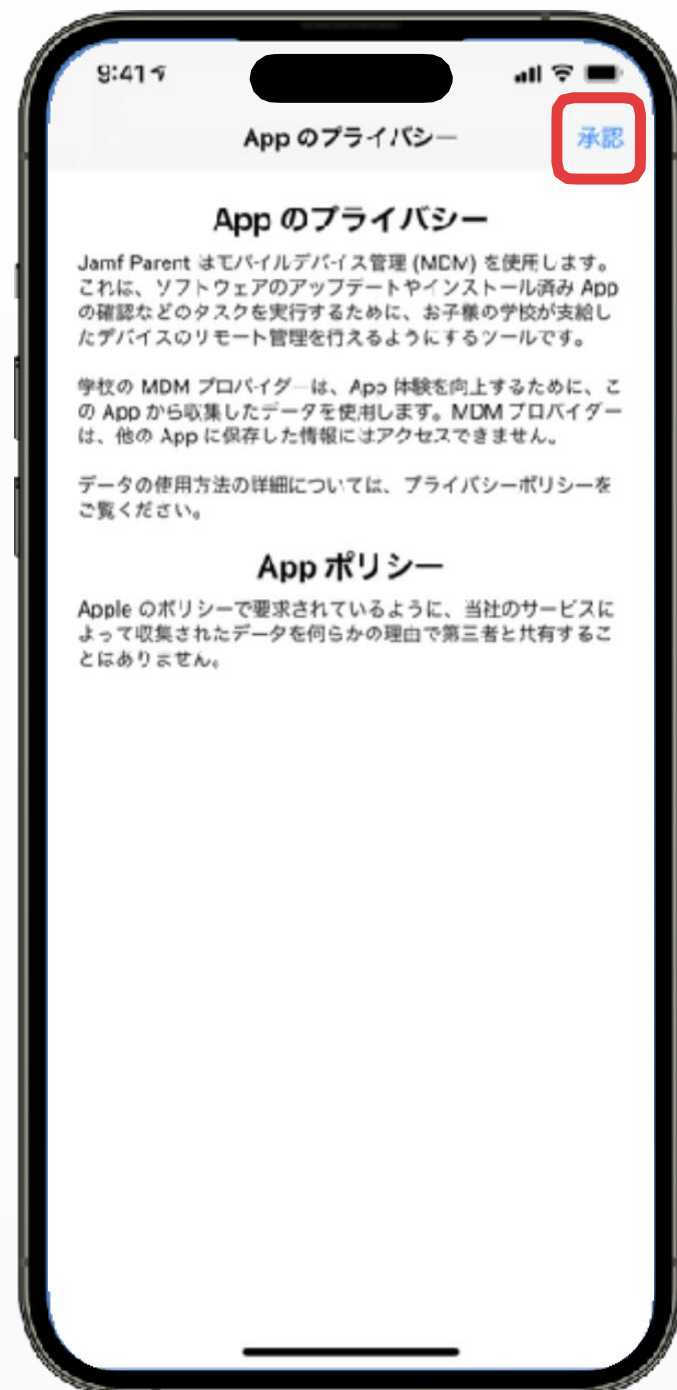 9:41
App のプライバシー
承認
App のプライバシー
Jamf Parent はモバイルデバイス管理 (MDM) を使用します。
これは、ソフトウェアのアップデートやインストール済み App
の確認などのタスクを実行するために、お子様の学校が支給し
たデバイスのリモート管理を行えるようにするツールです。
学校の MDM プロバイダーは、App 体験を向上するために、こ
の App から収集したデータを使用します。MDM プロバイダー
は、他の App に保存した情報にはアクセスできません。
データの使用方法の詳細については、プライバシーポリシーを
ご覧ください。
App ポリシー
Apple のポリシーで要求されているように、当社のサービスに
よって収集されたデータを何らかの理由で第三者と共有するこ
とはありません。